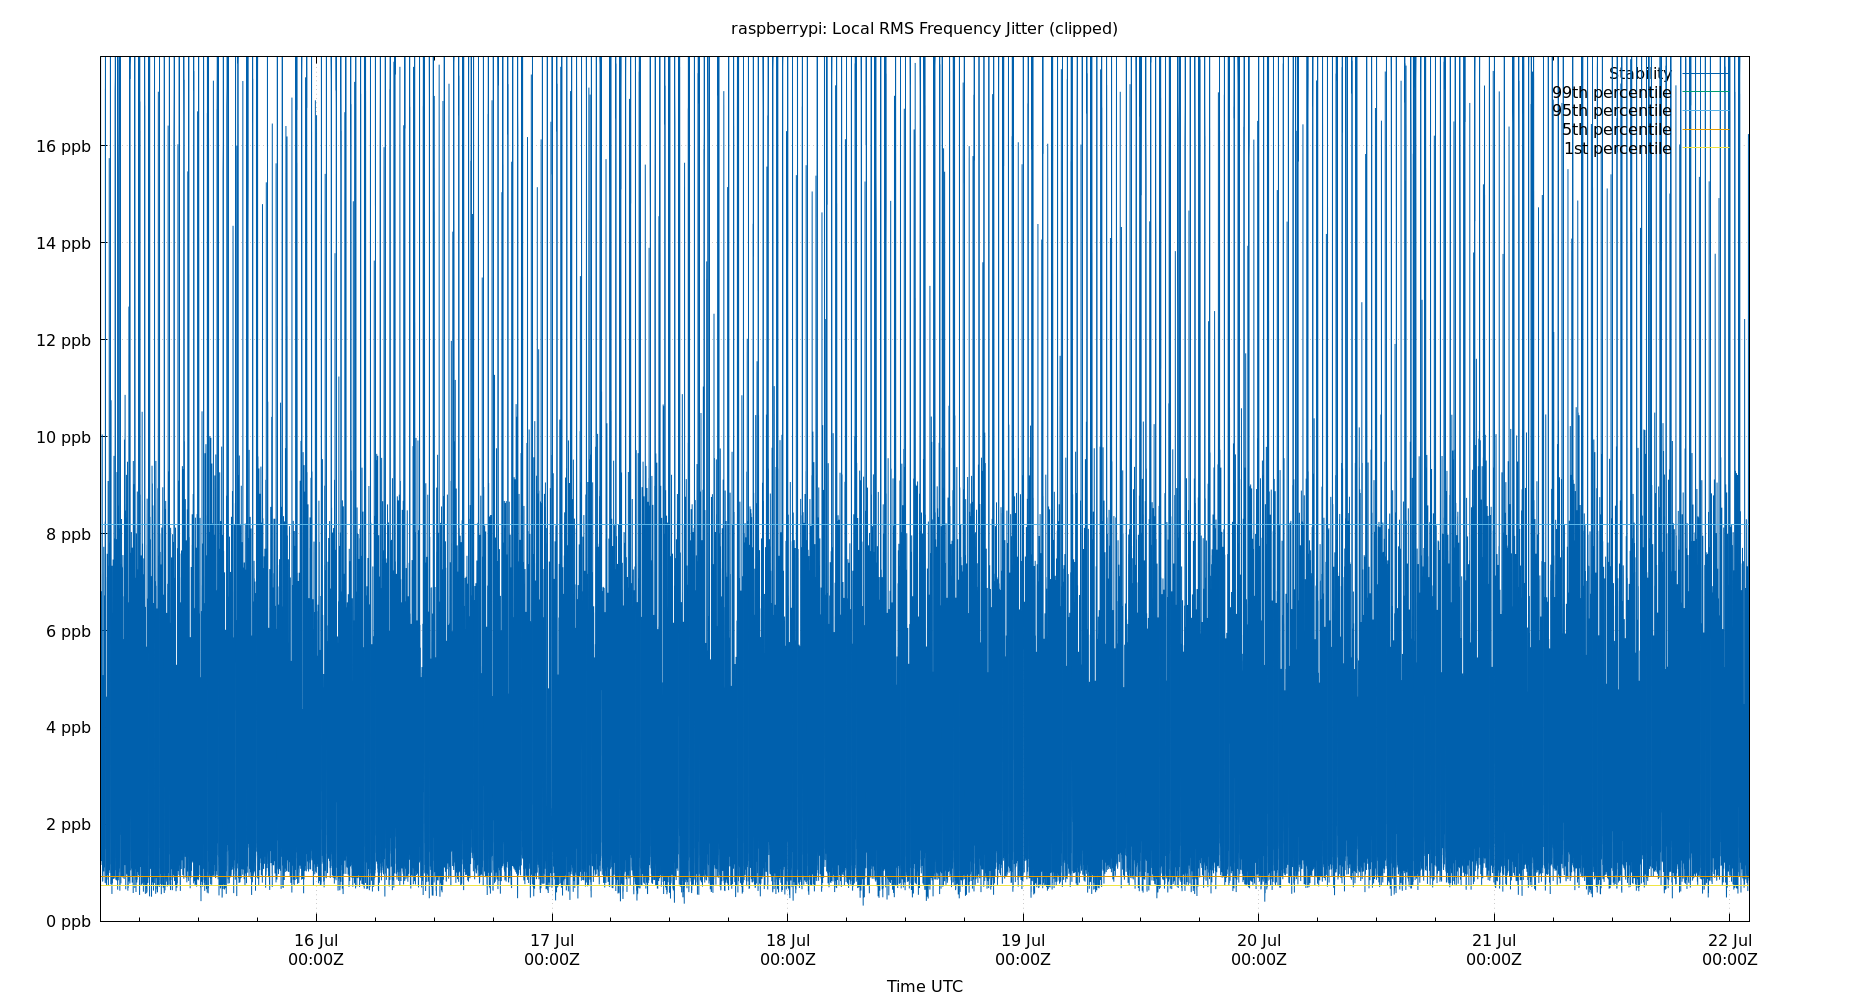 raspberrypi: Local RMS Frequency Jitter (clipped)
Stability
99th percentile
95th percentile
5th percentile
1st percentile
16 ppb
14 ppb
12 ppb
10 ppb
8 ppb
6 ppb
4 ppb
2 ppb
0 ppb
16 Jul 17 Jul 18 Jul 19 Jul 20 Jul 21 Jul 22 Jul
00:00Z 00:00Z 00:00Z 00:00Z 00:00Z 00:00Z 00:00Z
Time UTC